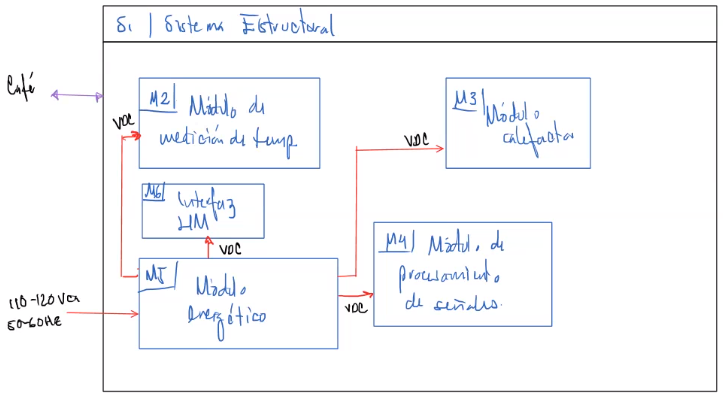 S1 | Sistema Estructural
Café
M2 | Módulo de
medición de temp
VDC
M3 | Módulo
calefactor
VDC
M6 | Interfaz
HM
VDC
M5 | Módulo
energético
110-120 Vca
50-60Hz
M4 | Módulo de
procesamiento
de señales.
VDC